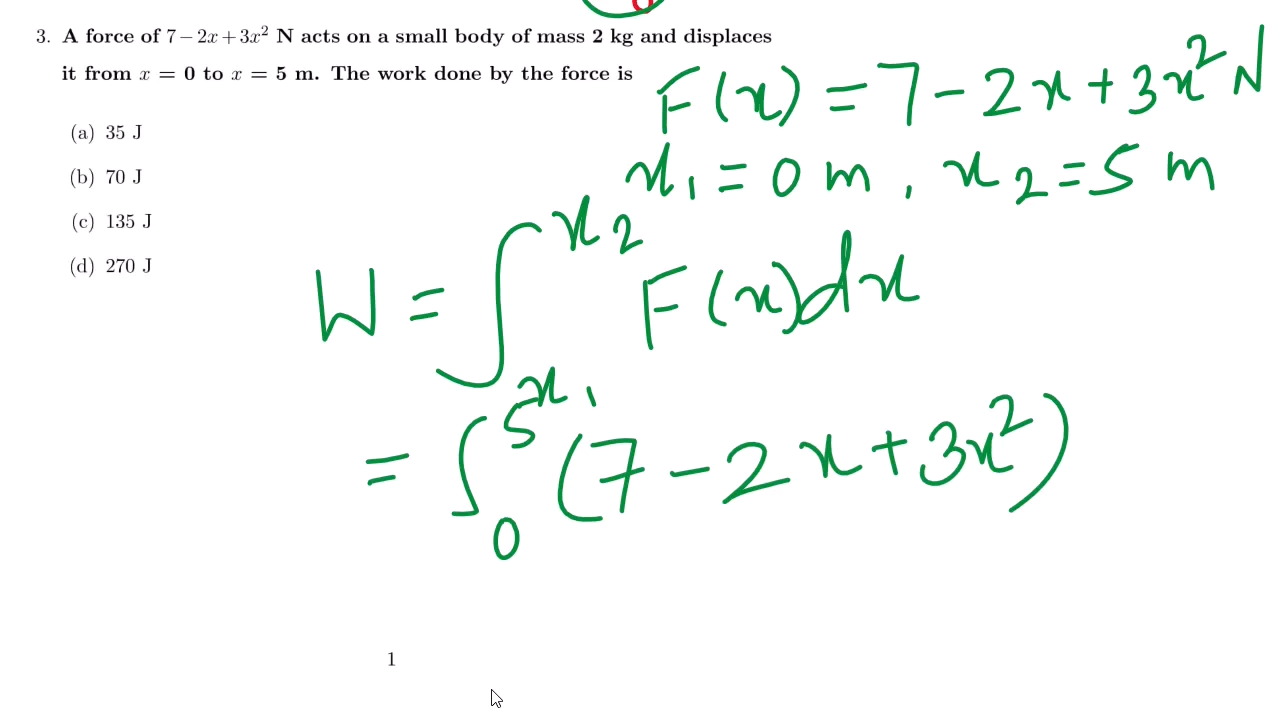 3. A force of 7 − 2x + 3x² N acts on a small body of mass 2 kg and displaces
it from x = 0 to x = 5 m. The work done by the force is
(a) 35 J
(b) 70 J
(c) 135 J
(d) 270 J
F(x) = 7 − 2x + 3x² N
x₁ = 0 m , x₂ = 5 m
W = ∫ₓ₁^x₂ F(x)dx
= ∫₀⁵ (7 − 2x + 3x²)
1